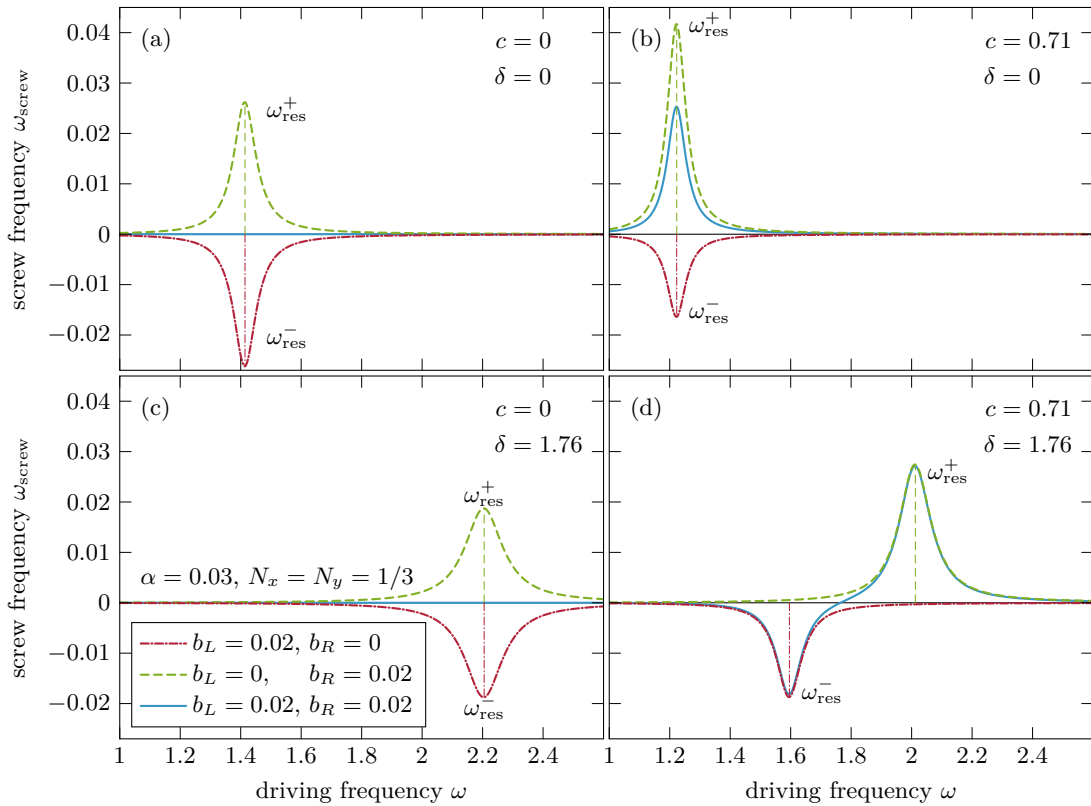 (a)
c = 0
δ = 0
ω⁺res
ω⁻res
screw frequency ωscrew
0.04
0.03
0.02
0.01
0
−0.01
−0.02
(b)
c = 0.71
δ = 0
ω⁺res
ω⁻res
(c)
c = 0
δ = 1.76
ω⁺res
ω⁻res
α = 0.03, Nx = Ny = 1/3
bL = 0.02, bR = 0
bL = 0, bR = 0.02
bL = 0.02, bR = 0.02
screw frequency ωscrew
0.04
0.03
0.02
0.01
0
−0.01
−0.02
1 1.2 1.4 1.6 1.8 2 2.2 2.4
driving frequency ω
(d)
c = 0.71
δ = 1.76
ω⁺res
ω⁻res
1 1.2 1.4 1.6 1.8 2 2.2 2.4
driving frequency ω